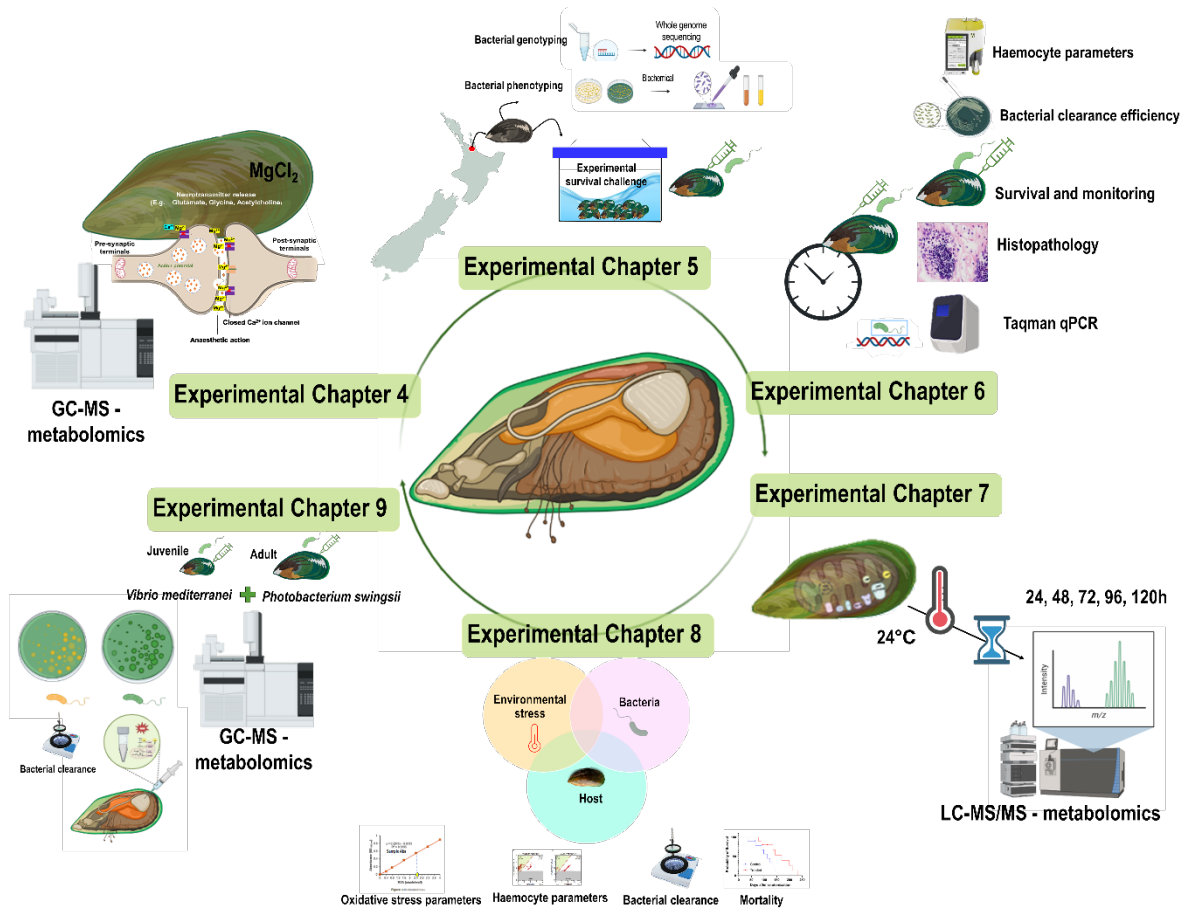 Bacterial genotyping
Whole genome
sequencing
Bacterial phenotyping
Biochemical
Experimental
survival challenge
Experimental Chapter 5
Haemocyte parameters
Bacterial clearance efficiency
Survival and monitoring
Histopathology
Taqman qPCR
Experimental Chapter 6
MgCl₂
Neurotransmitter release
(E.g. Glutamate, Glycine, Acetylcholine)
Pre-synaptic
terminals
Post-synaptic
terminals
Closed Ca²⁺ ion channel
Anaesthetic action
GC-MS -
metabolomics
Experimental Chapter 4
Experimental Chapter 7
24°C
24, 48, 72, 96, 120h
Intensity
m/z
LC-MS/MS - metabolomics
Experimental Chapter 9
Juvenile
Adult
Vibrio mediterranei
Photobacterium swingsii
Bacterial clearance
GC-MS -
metabolomics
Experimental Chapter 8
Environmental
stress
Bacteria
Host
Oxidative stress parameters
Haemocyte parameters
Bacterial clearance
Mortality